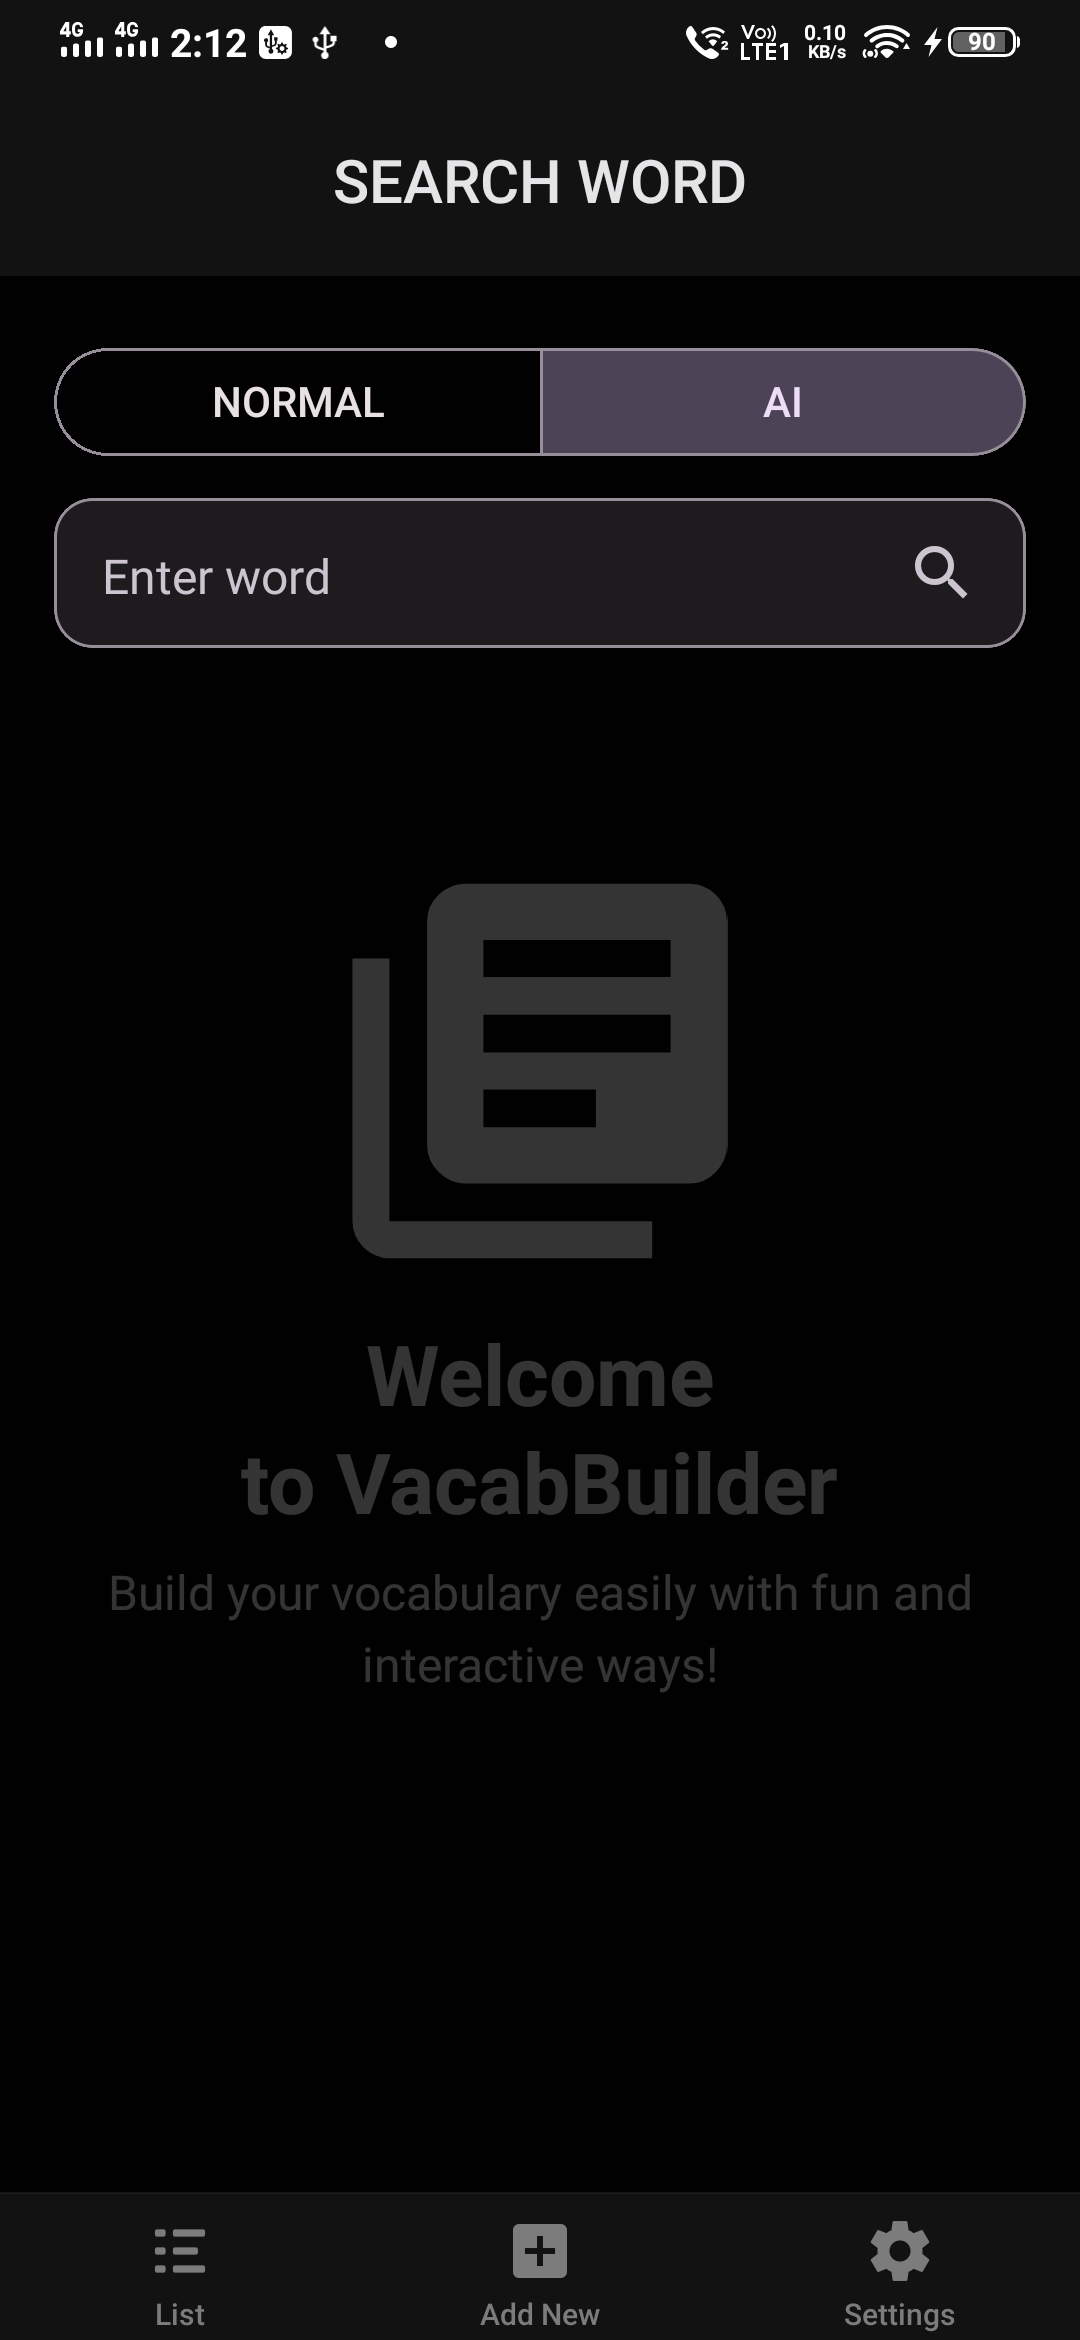 4G 4G 2:12 2 Vo)) LTE1 0.10 KB/s 90
SEARCH WORD
NORMAL AI
Enter word
Welcome
to VacabBuilder
Build your vocabulary easily with fun and
interactive ways!
List Add New Settings